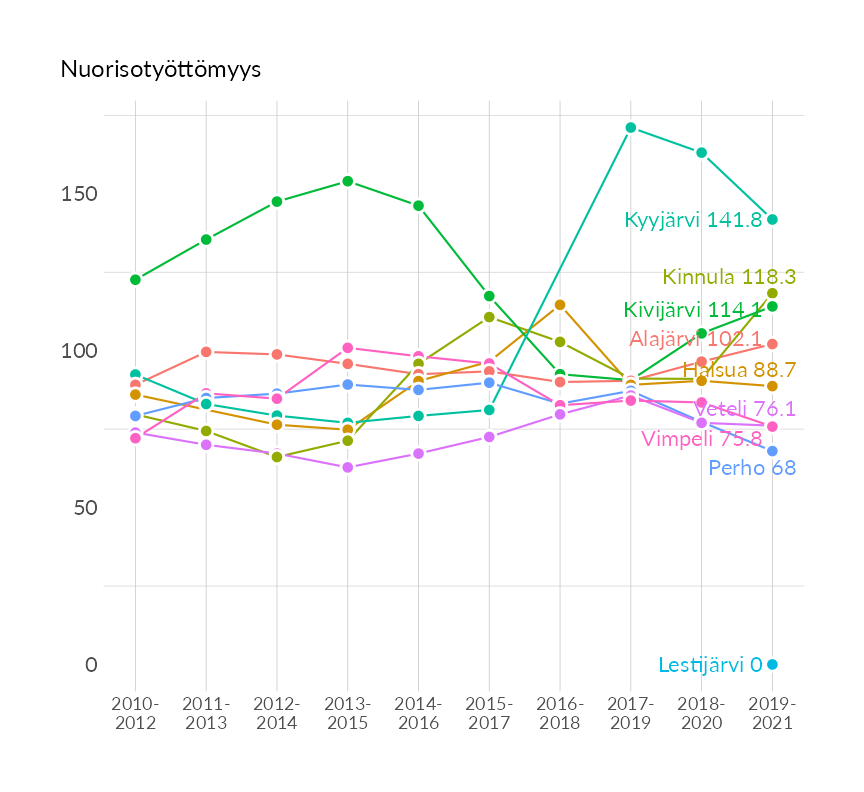 Nuorisotyöttömyys
150
Kyyjärvi 141.8
Kinnula 118.3
Kivijärvi 114.1
Alajärvi 102.1
100
Halsua 88.7
Veteli 76.1
Vimpeli 75.8
Perho 68
50
0
Lestijärvi 0
2010- 2011- 2012- 2013- 2014- 2015- 2016- 2017- 2018- 2019-
2012 2013 2014 2015 2016 2017 2018 2019 2020 2021